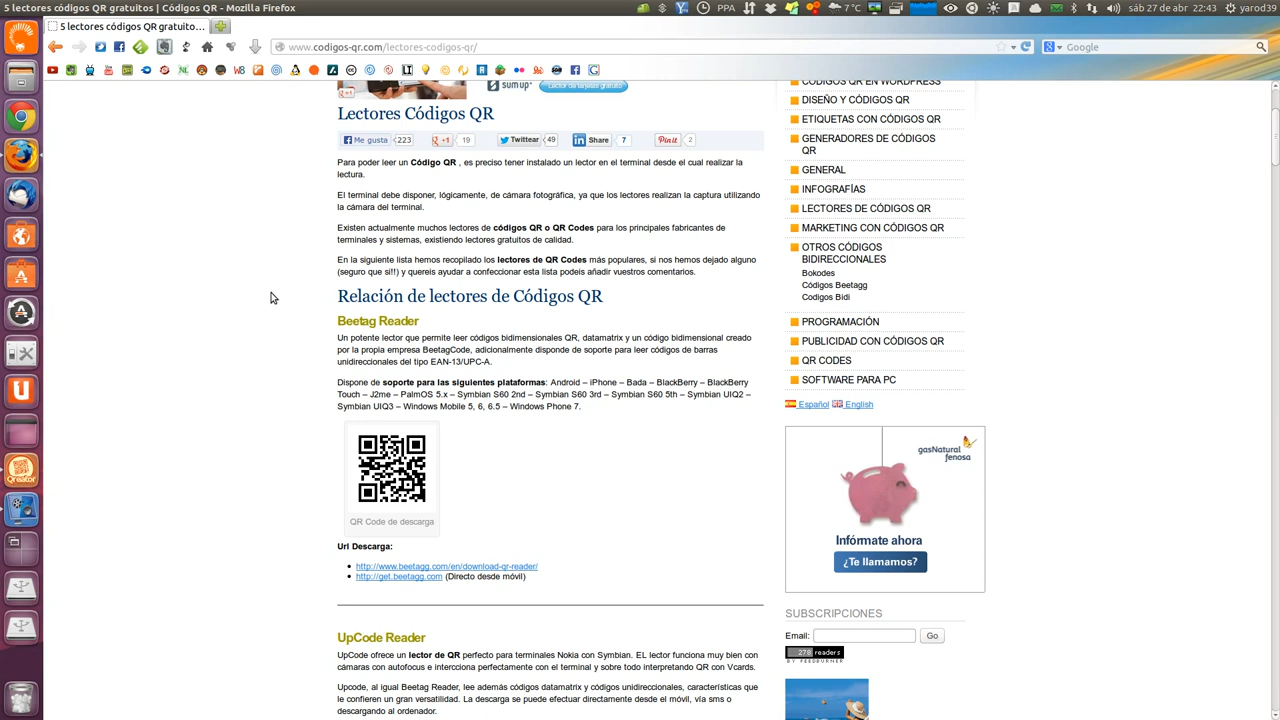 5 lectores códigos QR gratuitos | Códigos QR - Mozilla Firefox
7°C
mié 27 de feb de 2013 12:22:43
yarord39
5 lectores códigos QR gratuito...
www.codigos-qr.com/lectores-codigos-qr/
Google
sumup
Lector de tarjetas gratuito
Lectores Códigos QR
Me gusta 223 +1 19 Twittear 49 Share 7 Pin it 2
Para poder leer un Código QR , es preciso tener instalado un lector en el terminal desde el cual realizar la
lectura.
El terminal debe disponer, lógicamente, de cámara fotográfica, ya que los lectores realizan la captura utilizando
la cámara del terminal.
Existen actualmente muchos lectores de códigos QR o QR Codes para los principales fabricantes de
terminales y sistemas, existiendo lectores gratuitos de calidad.
En la siguiente lista hemos recopilado los lectores de QR Codes más populares, si nos hemos dejado alguno
(seguro que si!!) y quereis ayudar a confeccionar esta lista podeis añadir vuestros comentarios.
Relación de lectores de Códigos QR
Beetag Reader
Un potente lector que permite leer códigos bidimensionales QR, datamatrix y un código bidimensional creado
por la propia empresa BeetagCode, adicionalmente dispone de soporte para leer códigos de barras
unidireccionales del tipo EAN-13/UPC-A.
Dispone de soporte para las siguientes plataformas: Android – iPhone – Bada – BlackBerry – BlackBerry
Touch – J2me – PalmOS 5.x – Symbian S60 2nd – Symbian S60 3rd – Symbian S60 5th – Symbian UIQ2 –
Symbian UIQ3 – Windows Mobile 5, 6, 6.5 – Windows Phone 7.
QR Code de descarga
Url Descarga:
http://www.beetagg.com/en/download-qr-reader/
http://get.beetagg.com (Directo desde móvil)
UpCode Reader
UpCode ofrece un lector de QR perfecto para terminales Nokia con Symbian. EL lector funciona muy bien con
cámaras con autofocus e intercciona perfectamente con el terminal y sobre todo interpretando QR con Vcards.
Upcode, al igual Beetag Reader, lee además códigos datamatrix y códigos unidireccionales, características que
le confieren un gran versatilidad. La descarga se puede efectuar directamente desde el móvil, vía sms o
descargando al ordenador.
CÓDIGOS QR EN WORDPRESS
DISEÑO Y CÓDIGOS QR
ETIQUETAS CON CÓDIGOS QR
GENERADORES DE CÓDIGOS
QR
GENERAL
INFOGRAFÍAS
LECTORES DE CÓDIGOS QR
MARKETING CON CÓDIGOS QR
OTROS CÓDIGOS
BIDIRECCIONALES
Bokodes
Códigos Beetagg
Codigos Bidi
PROGRAMACIÓN
PUBLICIDAD CON CÓDIGOS QR
QR CODES
SOFTWARE PARA PC
Español English
gasNatural
fenosa
Infórmate ahora
¿Te llamamos?
SUBSCRIPCIONES
Email: Go
278 readers
BY FEEDBURNER
Qreator